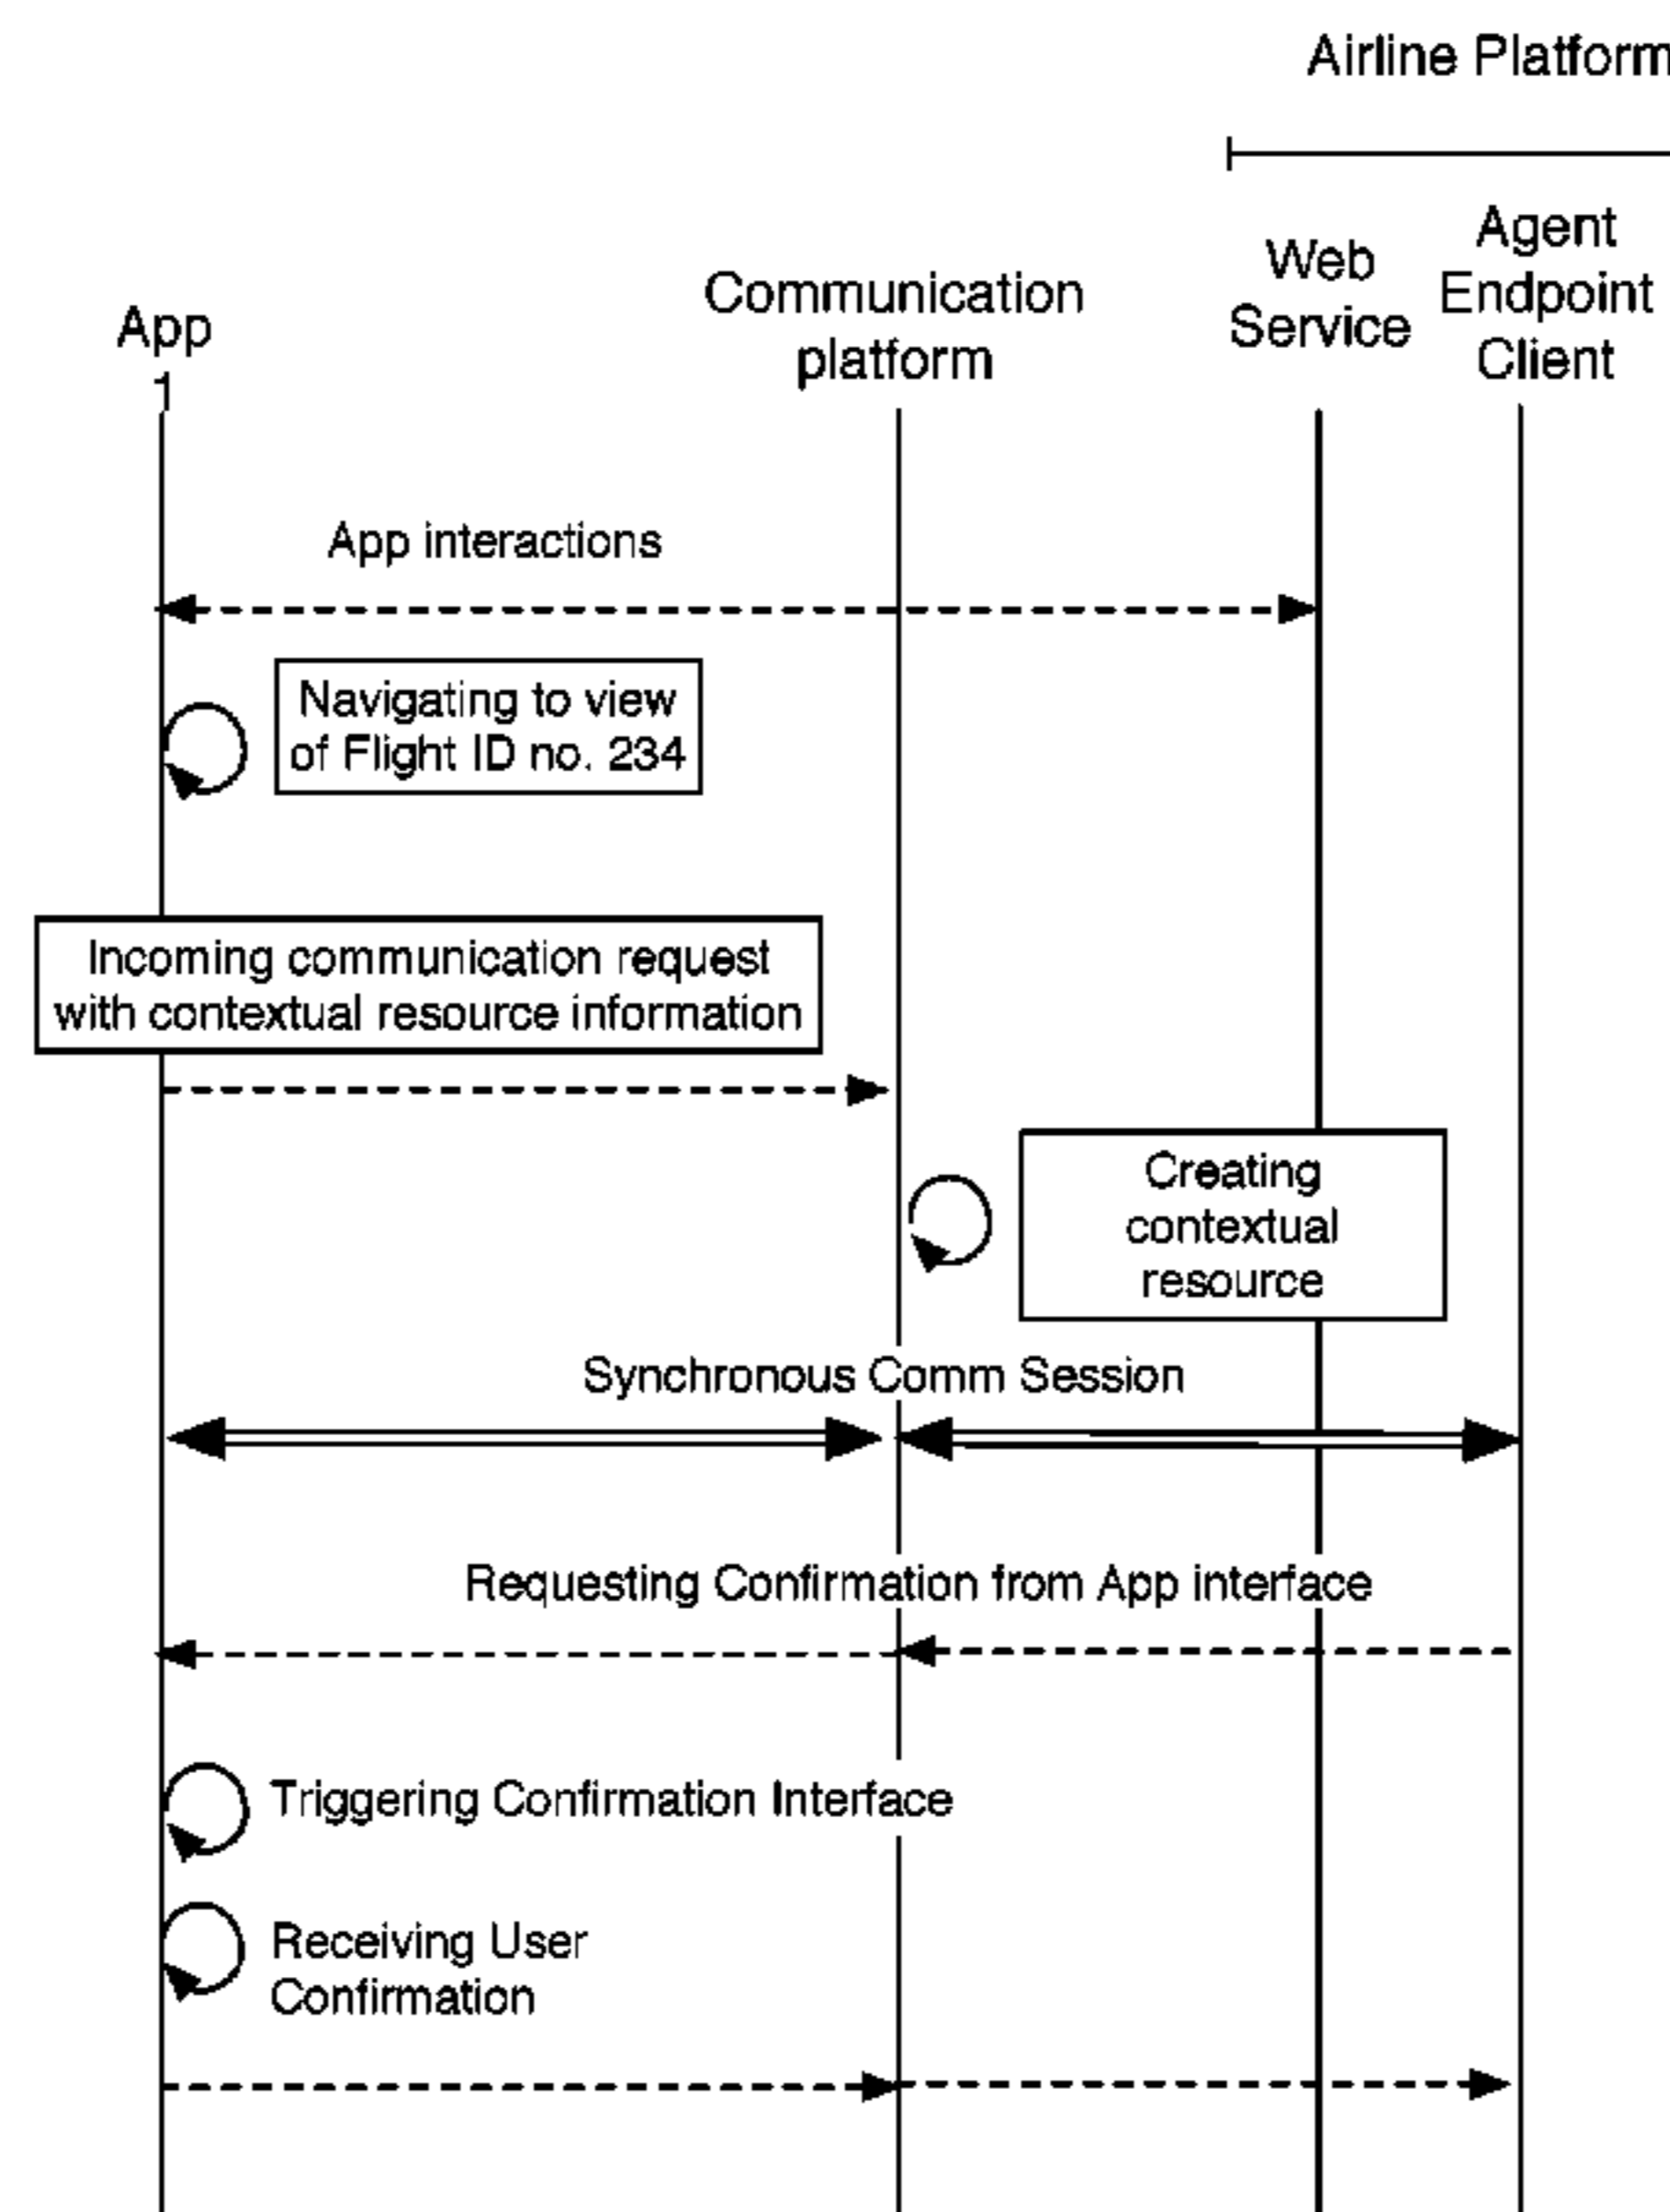 Airline Platform
Agent
Endpoint
Client
Web
Service
Communication
platform
App
1
App interactions
Navigating to view
of Flight ID no. 234
Incoming communication request
with contextual resource information
Creating
contextual
resource
Synchronous Comm Session
Requesting Confirmation from App interface
Triggering Confirmation Interface
Receiving User
Confirmation